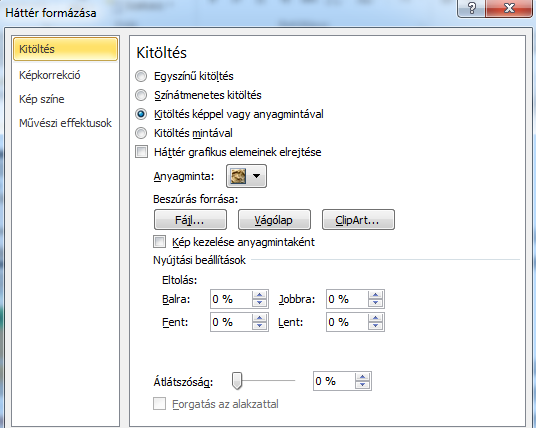 Háttér formázása
Kitöltés
Képkorrekció
Kép színe
Művészi effektusok
Kitöltés
Egyszínű kitöltés
Színátmenetes kitöltés
Kitöltés képpel vagy anyagmintával
Kitöltés mintával
Háttér grafikus elemeinek elrejtése
Anyagminta:
Beszúrás forrása:
Fájl... Vágólap ClipArt...
Kép kezelése anyagmintaként
Nyújtási beállítások
Eltolás:
Balra: 0 % Jobbra: 0 %
Fent: 0 % Lent: 0 %
Átlátszóság: 0 %
Forgatás az alakzattal